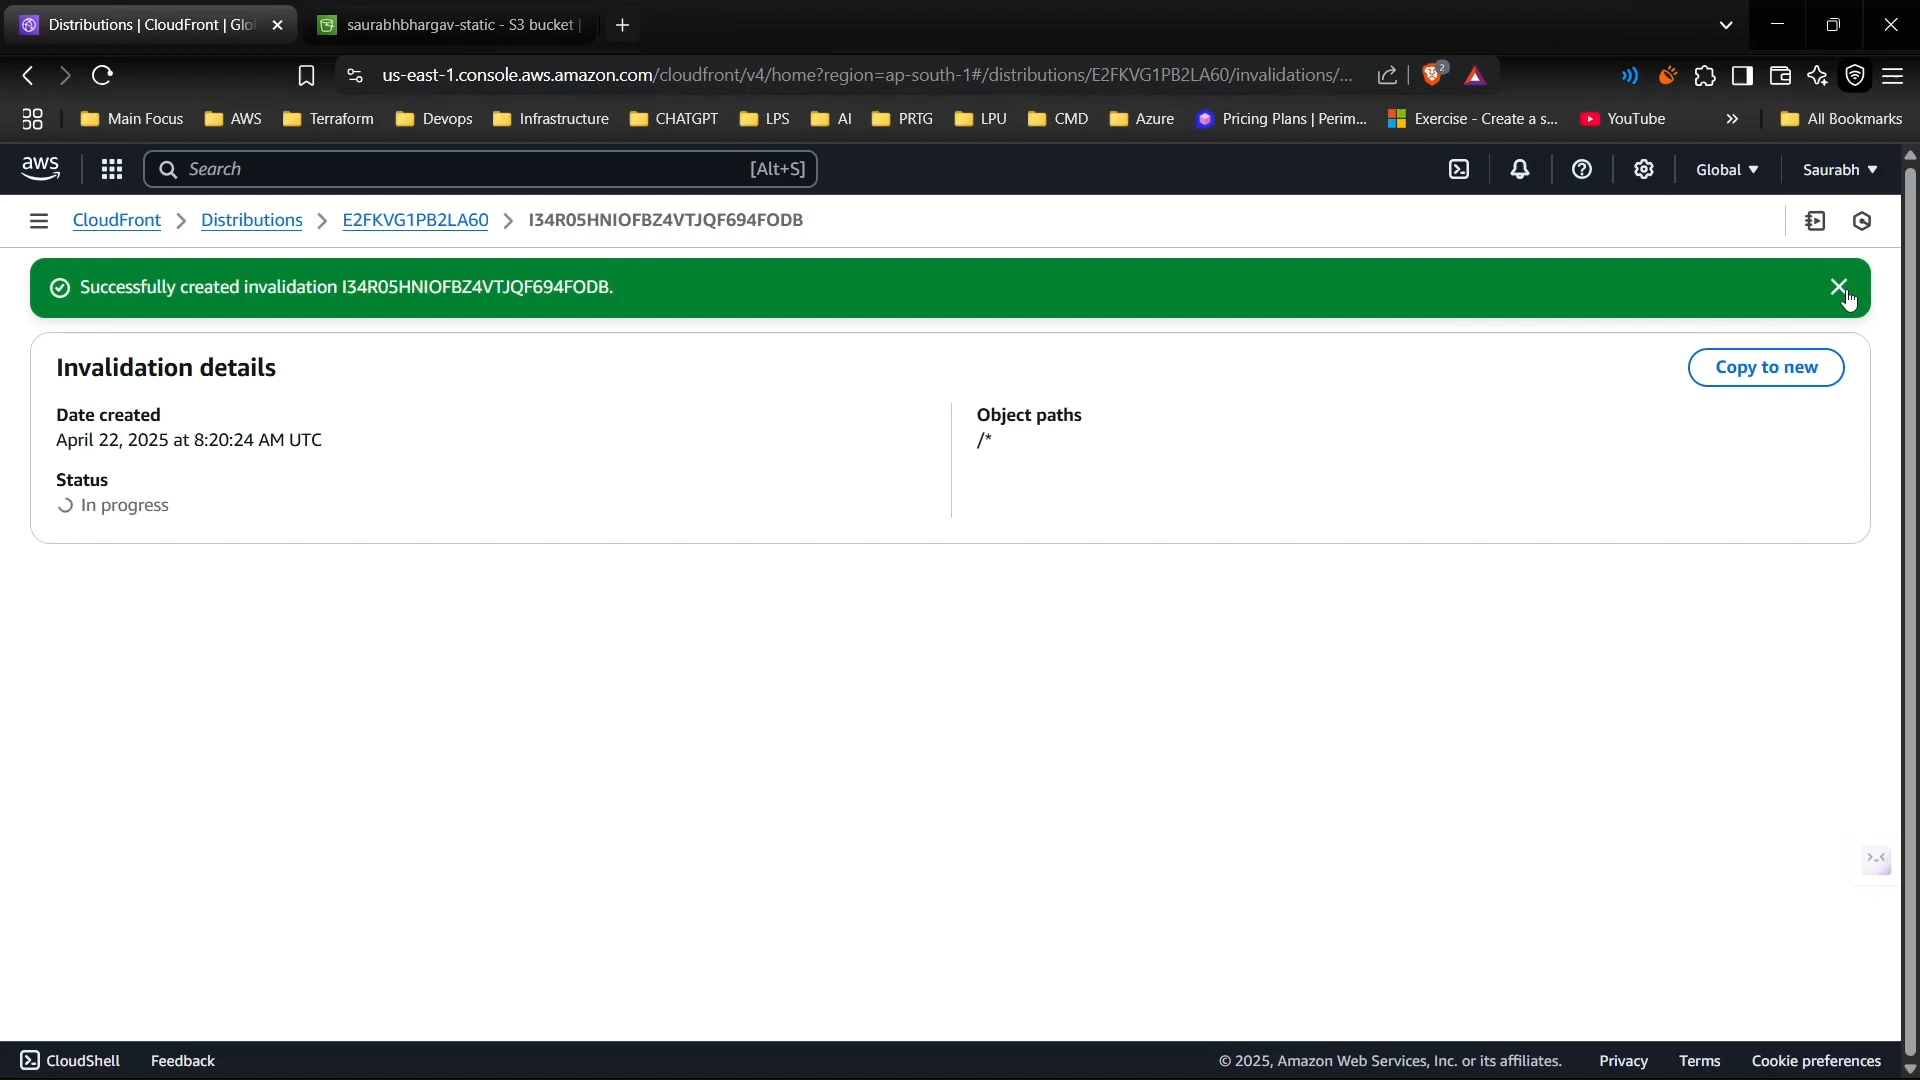 Distributions | CloudFront | Glo
saurabhbhargav-static - S3 bucket |
us-east-1.console.aws.amazon.com/cloudfront/v4/home?region=ap-south-1#/distributions/E2FKVG1PB2LA60/invalidations/...
2
Main Focus
AWS
Terraform
Devops
Infrastructure
CHATGPT
LPS
AI
PRTG
LPU
CMD
Azure
Pricing Plans | Perim...
Exercise - Create a s...
YouTube
All Bookmarks
aws
Search
[Alt+S]
Global
Saurabh
CloudFront
Distributions
E2FKVG1PB2LA60
I34R05HNIOFBZ4VTJQF694FODB
Successfully created invalidation I34R05HNIOFBZ4VTJQF694FODB.
Invalidation details
Copy to new
Date created
April 22, 2025 at 8:20:24 AM UTC
Object paths
/*
Status
In progress
CloudShell
Feedback
© 2025, Amazon Web Services, Inc. or its affiliates.
Privacy
Terms
Cookie preferences